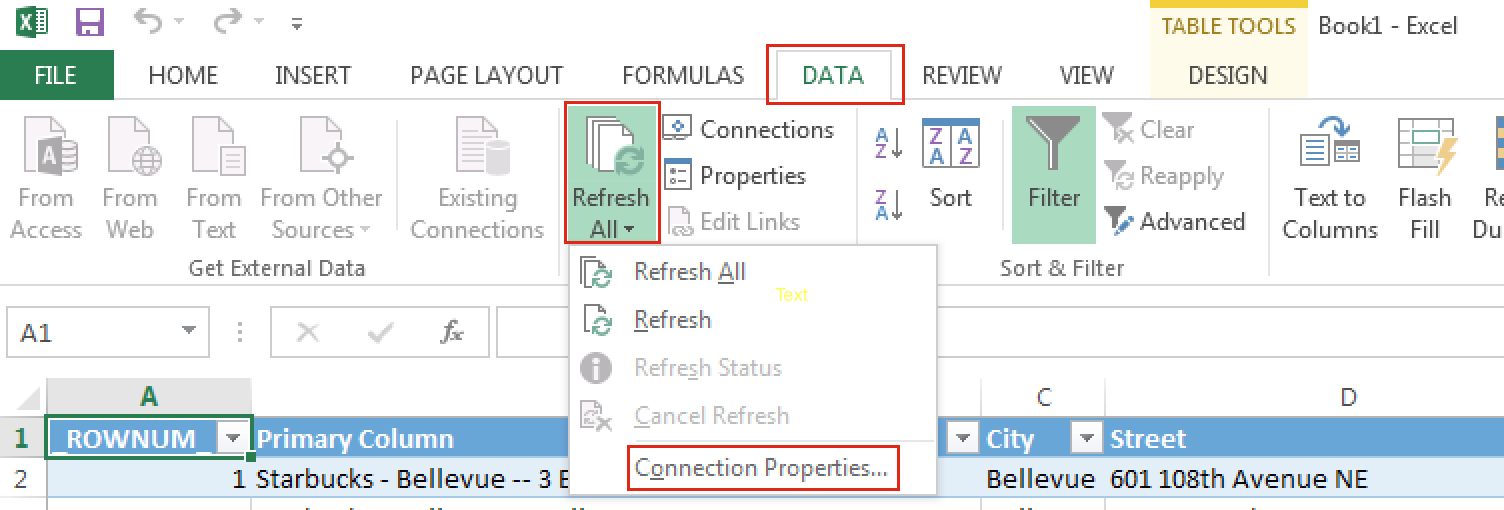 TABLE TOOLS Book1 - Excel
FILE HOME INSERT PAGE LAYOUT FORMULAS DATA REVIEW VIEW DESIGN
From Access
From Web
From Text
From Other Sources
Existing Connections
Get External Data
Refresh All
Connections
Properties
Edit Links
A Z
Z A
Z A A Z
Sort
Filter
Clear
Reapply
Advanced
Sort & Filter
Text to Columns
Flash Fill
Refresh All
Text
Refresh
Refresh Status
Cancel Refresh
Connection Properties...
A1 fx
A C D
1 _ROWNUM_ Primary Column City Street
2 1 Starbucks - Bellevue -- 3 Bellevue 601 108th Avenue NE